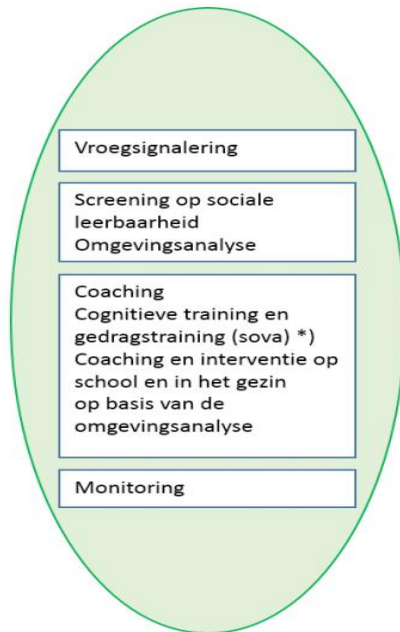 Vroegsignalering
Screening op sociale
leerbaarheid
Omgevingsanalyse
Coaching
Cognitieve training en
gedragstraining (sova) *)
Coaching en interventie op
school en in het gezin
op basis van de
omgevingsanalyse
Monitoring